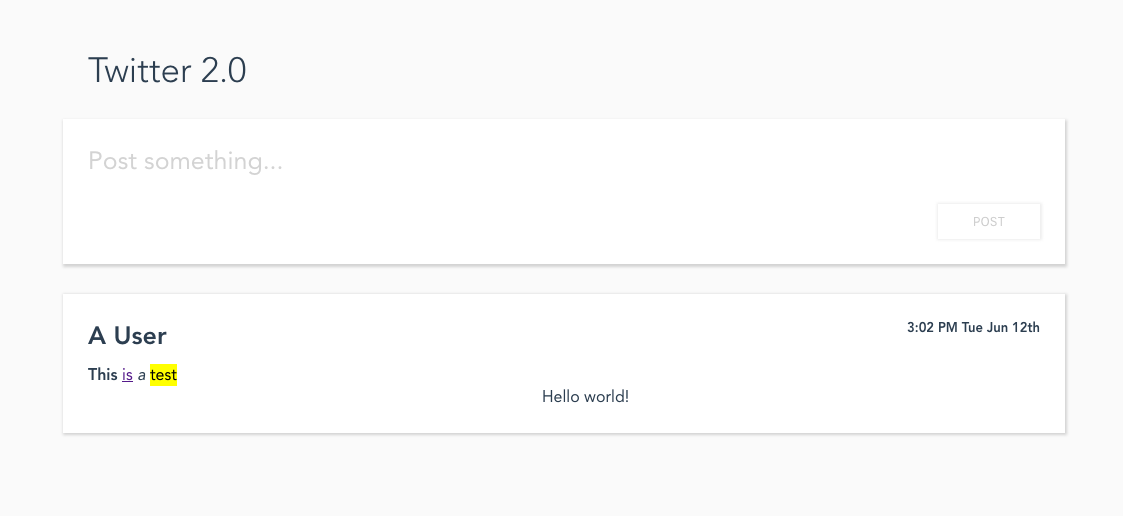 Twitter 2.0
Post something...
POST
A User
3:02 PM Tue Jun 12th
This is a test
Hello world!